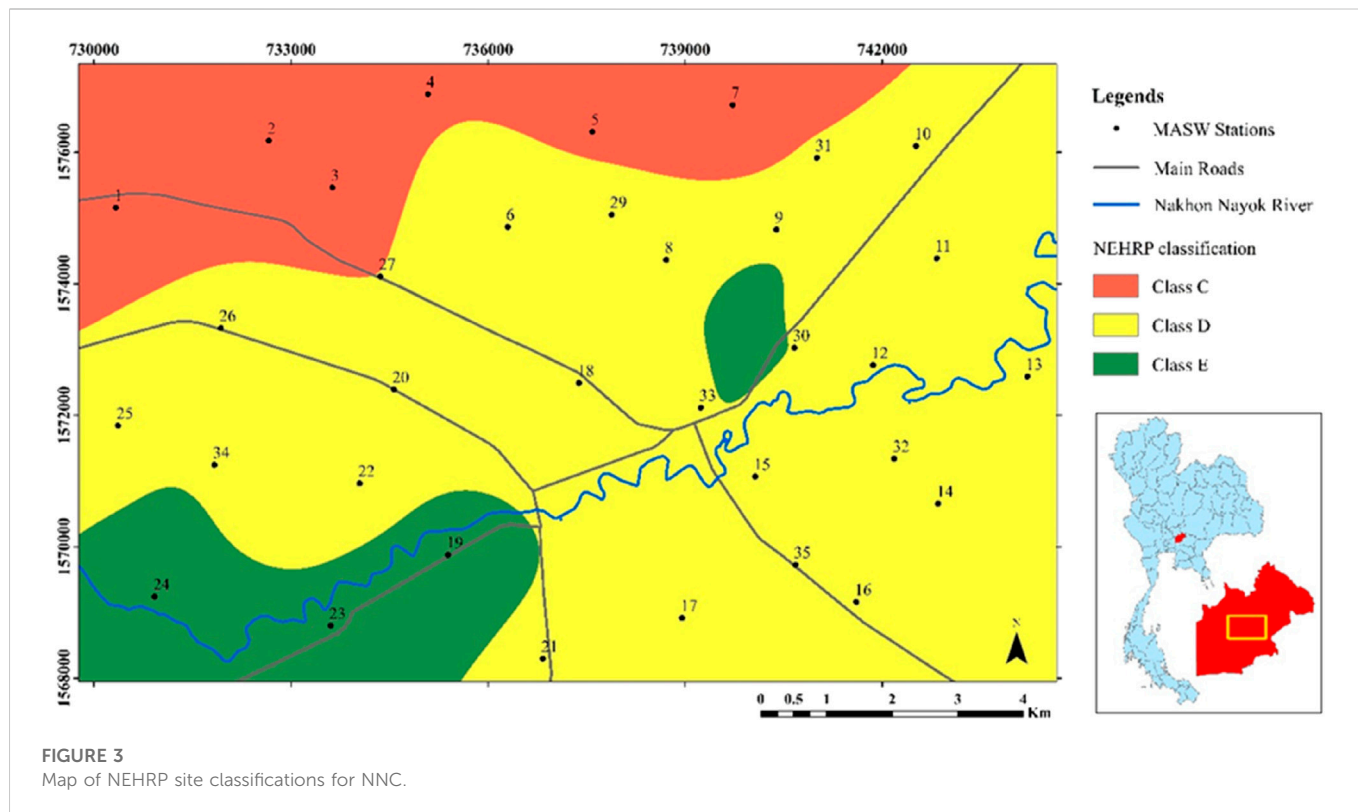 730000 733000 736000 739000 742000
1576000
1574000
1572000
1570000
1568000
4
7
2
5
10
31
3
1
29
6
9
8
11
27
26
30
12
13
18
20
33
25
34
32
22
15
14
19
35
24
16
23
17
21
N
0 0.5 1 2 3 4
Km
Legends
MASW Stations
Main Roads
Nakhon Nayok River
NEHRP classification
Class C
Class D
Class E
FIGURE 3
Map of NEHRP site classifications for NNC.